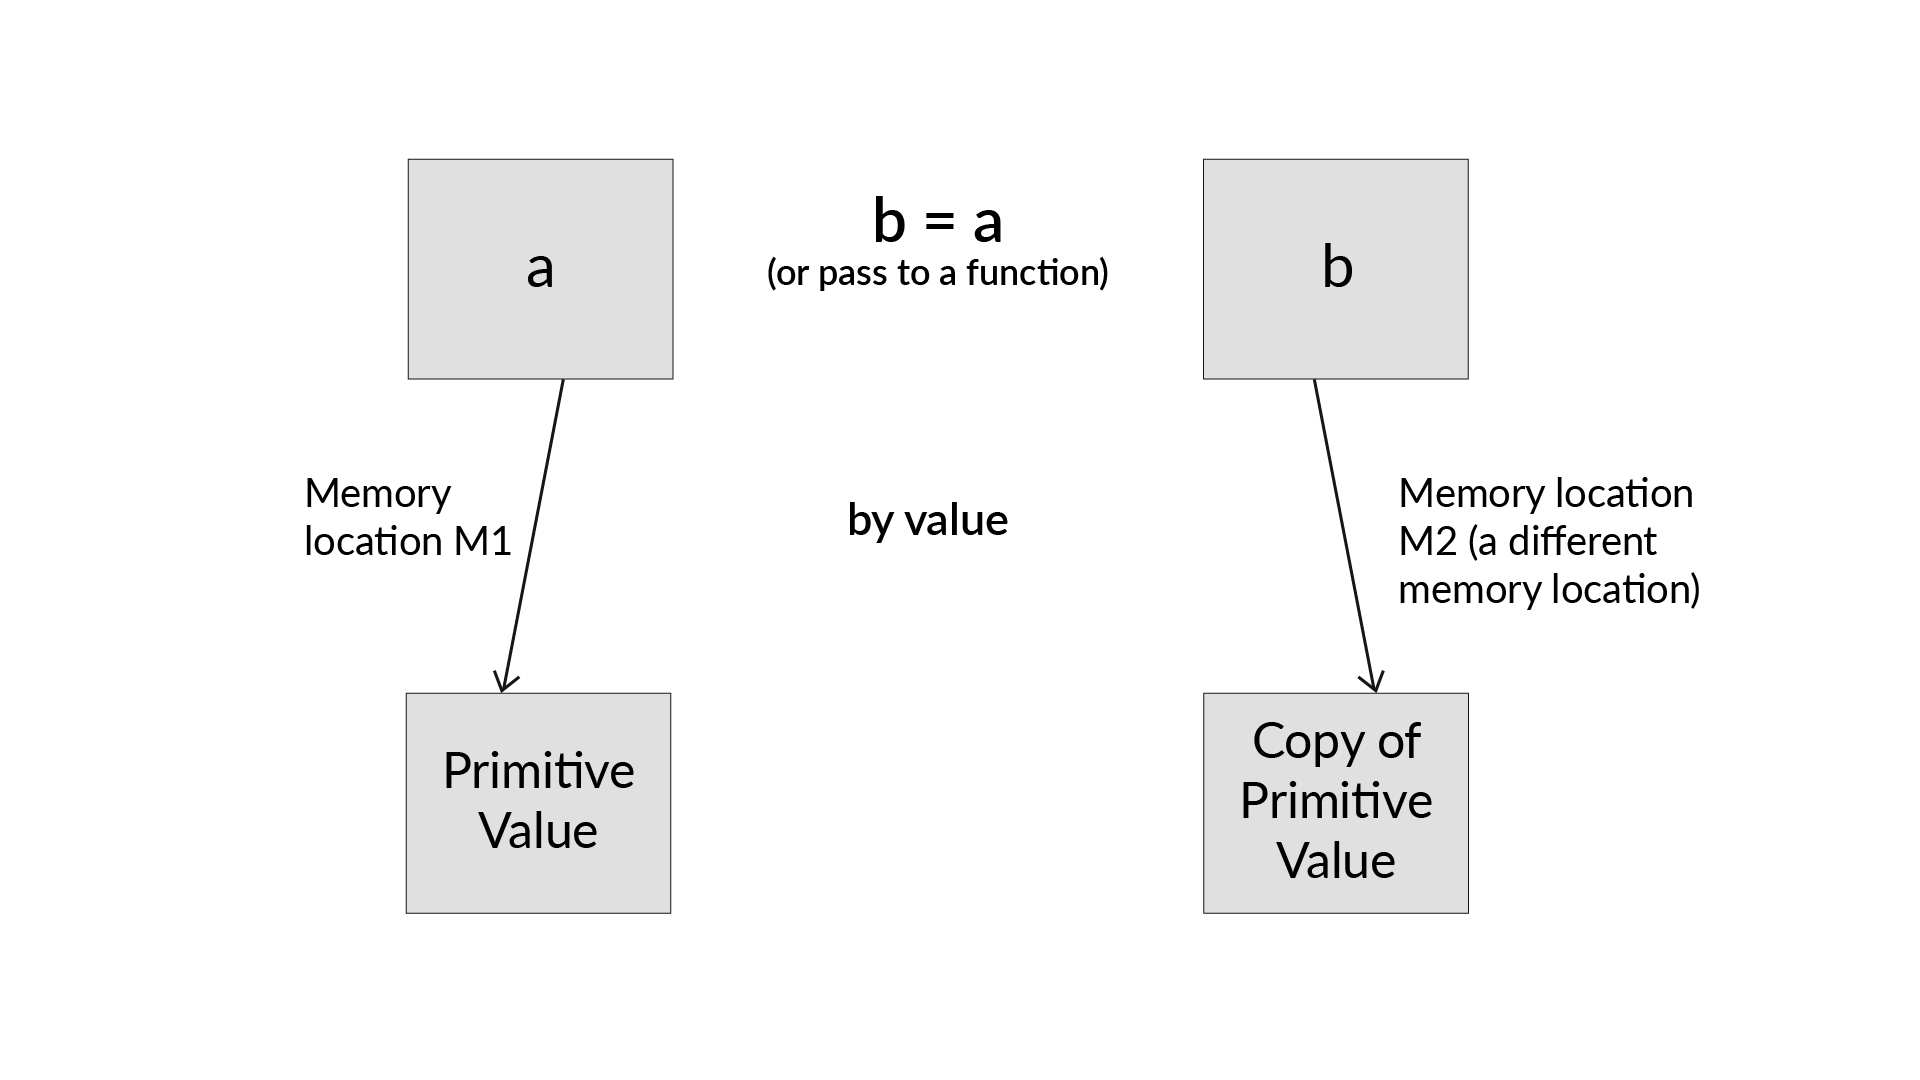 a
b = a
(or pass to a function)
b
Memory
location M1
by value
Memory location
M2 (a different
memory location)
Primitive
Value
Copy of
Primitive
Value